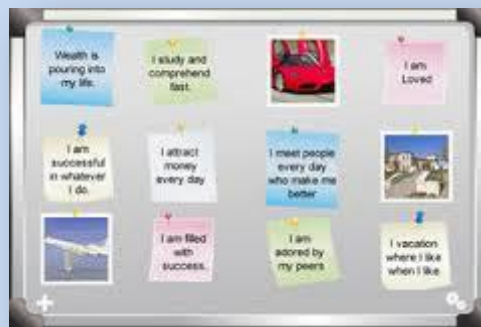 Wealth is
pouring into
my life.
I study and
comprehend
fast.
I am
Loved
I am
successful
in whatever
I do.
I attract
money
every day
I meet people
every day
who make me
better
I am filled
with
success.
I am
adored by
my peers
I vacation
where I like
when I like